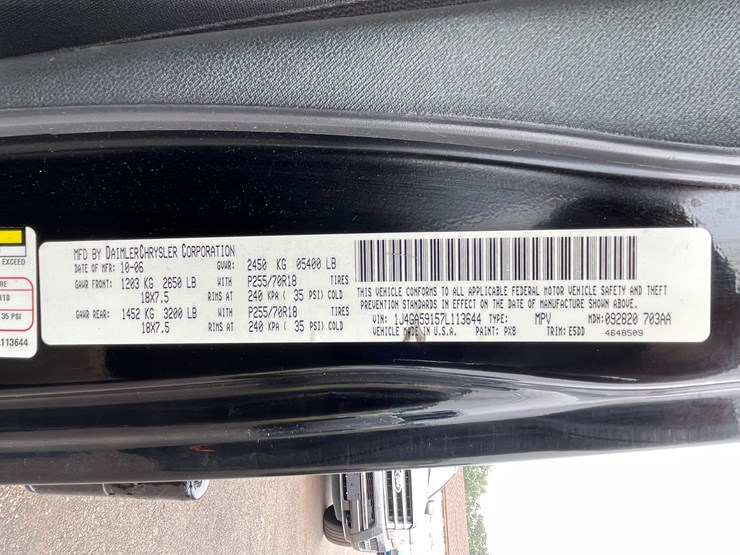 EXCEED
RE
R18
35 PSI
113644
MFD BY DAIMLERCHRYSLER CORPORATION
DATE OF MFR: 10-06 GVWR: 2450 KG 05400 LB
GAWR FRONT: 1203 KG 2650 LB WITH P255/70R18 TIRES
18X7.5 RIMS AT 240 KPA ( 35 PSI) COLD
GAWR REAR: 1452 KG 3200 LB WITH P255/70R18 TIRES
18X7.5 RIMS AT 240 KPA ( 35 PSI) COLD
THIS VEHICLE CONFORMS TO ALL APPLICABLE FEDERAL MOTOR VEHICLE SAFETY AND THEFT
PREVENTION STANDARDS IN EFFECT ON THE DATE OF MANUFACTURE SHOWN ABOVE.
VIN: 1J4GA59157L113644 TYPE: MPV MDH: 092820 703AA
VEHICLE MADE IN U.S.A. PAINT: PX8 TRIM: E5DD 4648509